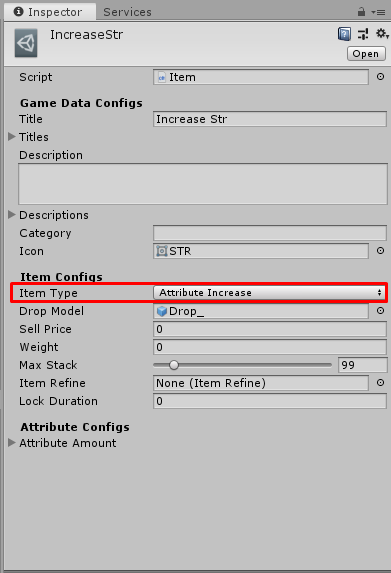 Inspector Services
IncreaseStr
Open
Script Item
Game Data Configs
Title Increase Str
Titles
Description
Descriptions
Category
Icon STR
Item Configs
Item Type Attribute Increase
Drop Model Drop_
Sell Price 0
Weight 0
Max Stack 99
Item Refine None (Item Refine)
Lock Duration 0
Attribute Configs
Attribute Amount